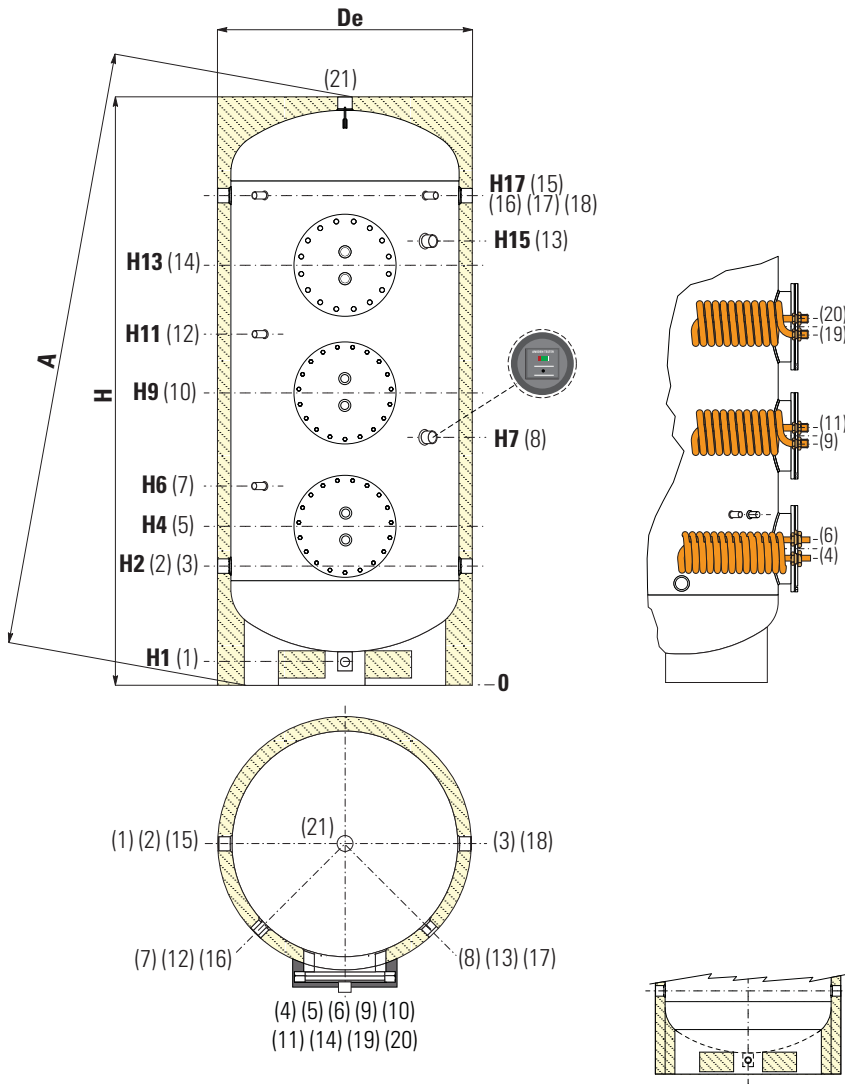 De
(21)
H17 (15)
(16) (17) (18)
H15 (13)
H13 (14)
H11 (12)
A
H
H9 (10)
H7 (8)
H6 (7)
H4 (5)
H2 (2) (3)
H1 (1)
0
(20)
(19)
(11)
(9)
(6)
(4)
(1) (2) (15)
(21)
(3) (18)
(7) (12) (16)
(8) (13) (17)
(4) (5) (6) (9) (10)
(11) (14) (19) (20)